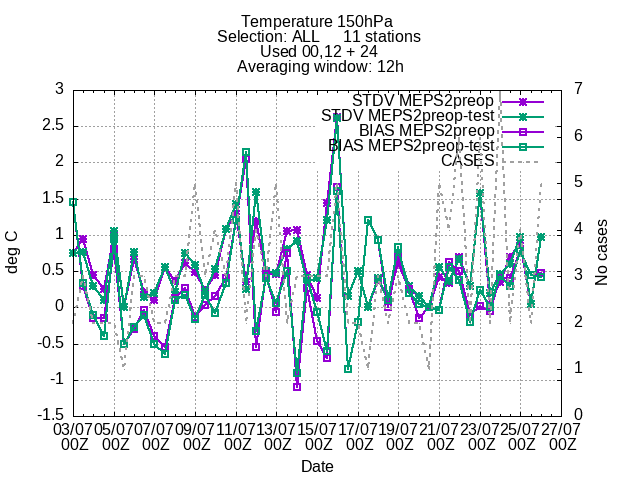 Temperature 150hPa
Selection: ALL 11 stations
Used 00,12 + 24
Averaging window: 12h
STDV MEPS2preop
STDV MEPS2preop-test
BIAS MEPS2preop
BIAS MEPS2preop-test
CASES
deg C
3
2.5
2
1.5
1
0.5
0
-0.5
-1
-1.5
No cases
7
6
5
4
3
2
1
0
03/07 05/07 07/07 09/07 11/07 13/07 15/07 17/07 19/07 21/07 23/07 25/07 27/07
00Z 00Z 00Z 00Z 00Z 00Z 00Z 00Z 00Z 00Z 00Z 00Z 00Z
Date